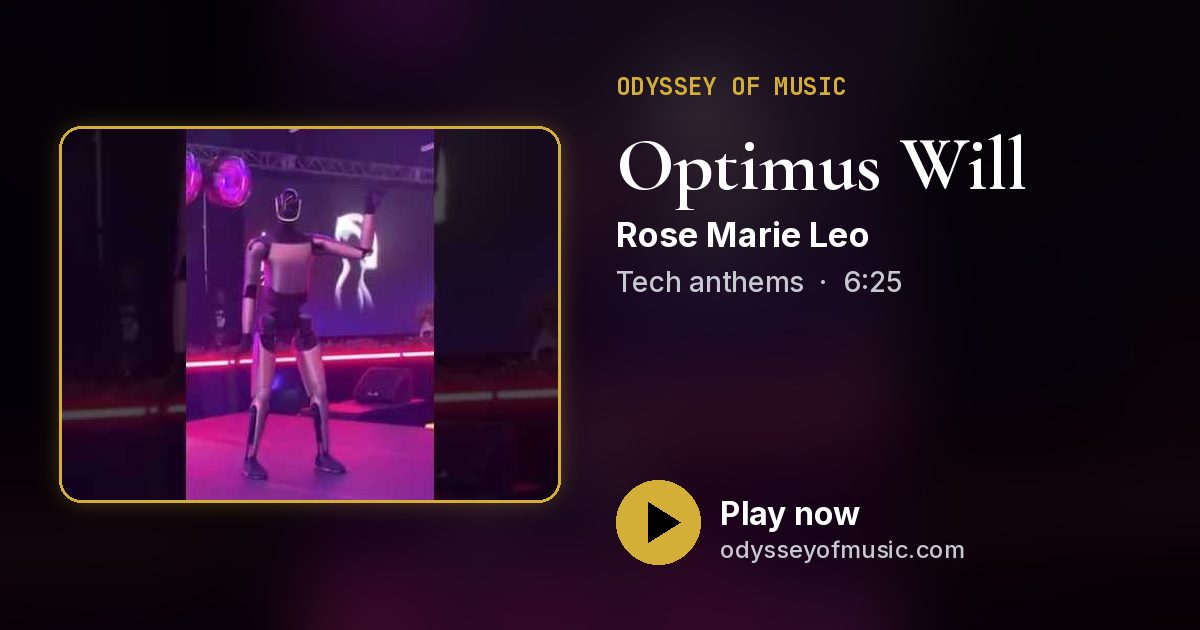 ODYSSEY OF MUSIC
Optimus Will
Rose Marie Leo
Tech anthems · 6:25
Play now
odysseyofmusic.com